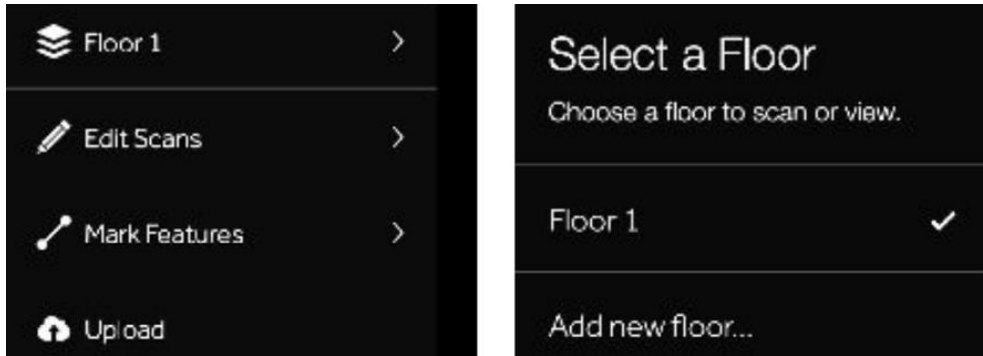 Floor 1
Edit Scans
Mark Features
Upload
Select a Floor
Choose a floor to scan or view.
Floor 1
Add new floor...